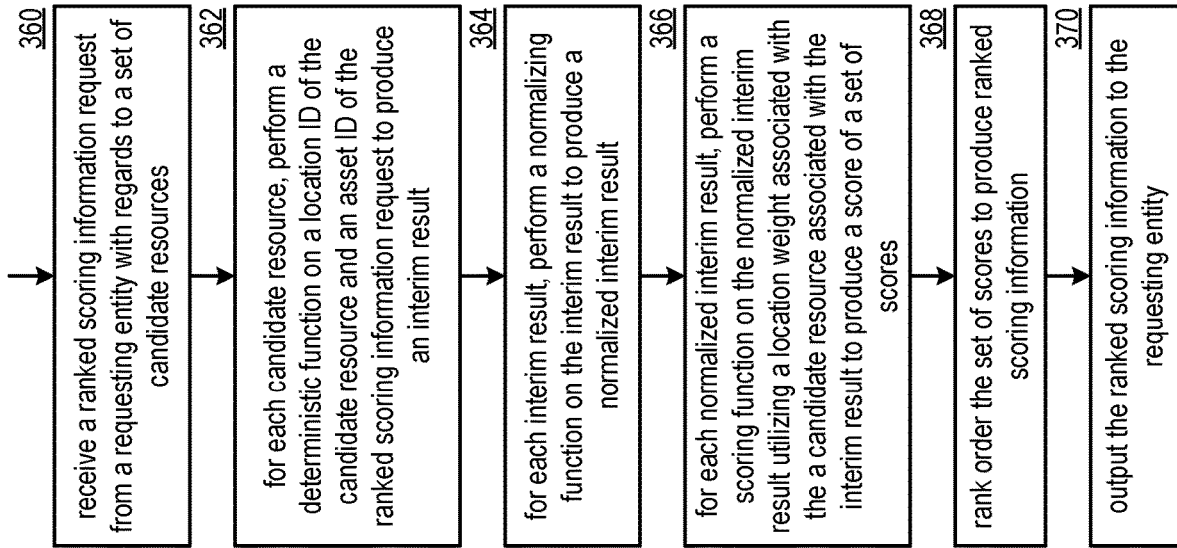 360
receive a ranked scoring information request
from a requesting entity with regards to a set of
candidate resources
362
for each candidate resource, perform a
deterministic function on a location ID of the
candidate resource and an asset ID of the
ranked scoring information request to produce
an interim result
364
for each interim result, perform a normalizing
function on the interim result to produce a
normalized interim result
366
for each normalized interim result, perform a
scoring function on the normalized interim
result utilizing a location weight associated with
the a candidate resource associated with the
interim result to produce a score of a set of
scores
368
rank order the set of scores to produce ranked
scoring information
370
output the ranked scoring information to the
requesting entity